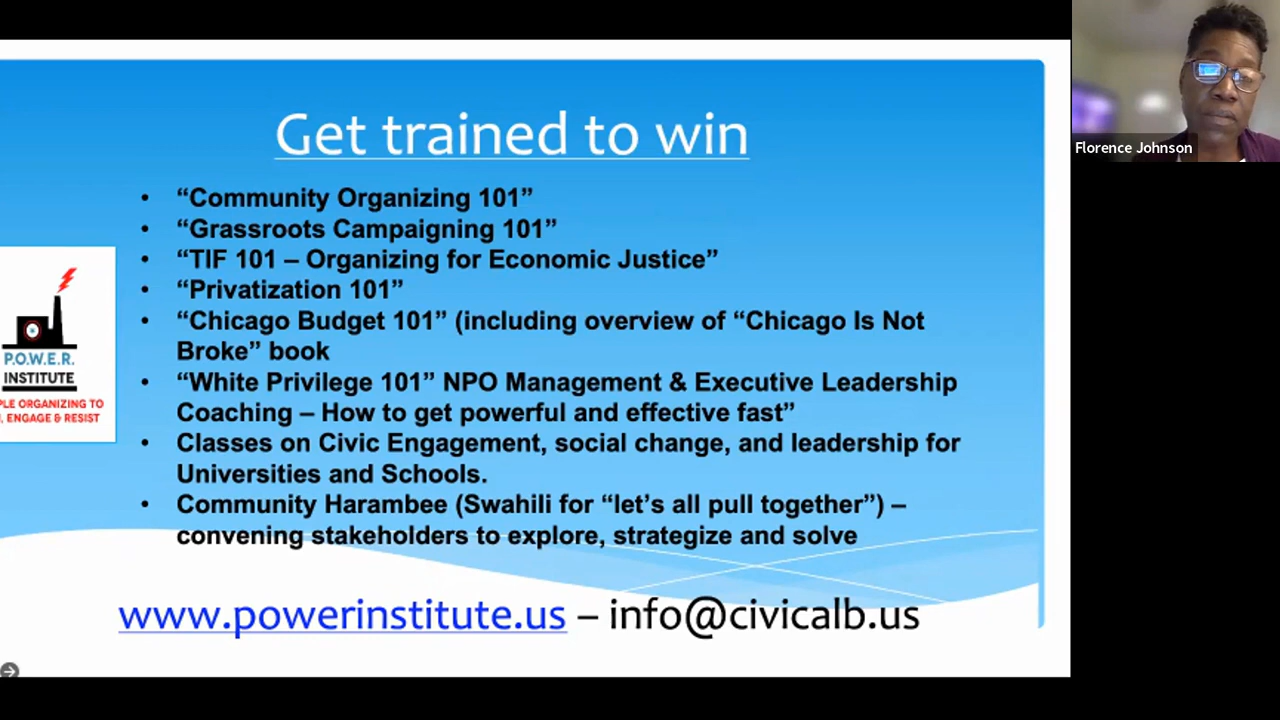 Get trained to win
• “Community Organizing 101”
• “Grassroots Campaigning 101”
• “TIF 101 – Organizing for Economic Justice”
• “Privatization 101”
• “Chicago Budget 101” (including overview of “Chicago Is Not
Broke” book
• “White Privilege 101” NPO Management & Executive Leadership
Coaching – How to get powerful and effective fast”
• Classes on Civic Engagement, social change, and leadership for
Universities and Schools.
• Community Harambee (Swahili for “let’s all pull together”) –
convening stakeholders to explore, strategize and solve
www.powerinstitute.us – info@civicalb.us
P.O.W.E.R.
INSTITUTE
ORGANIZING TO
ENGAGE & RESIST
Florence Johnson